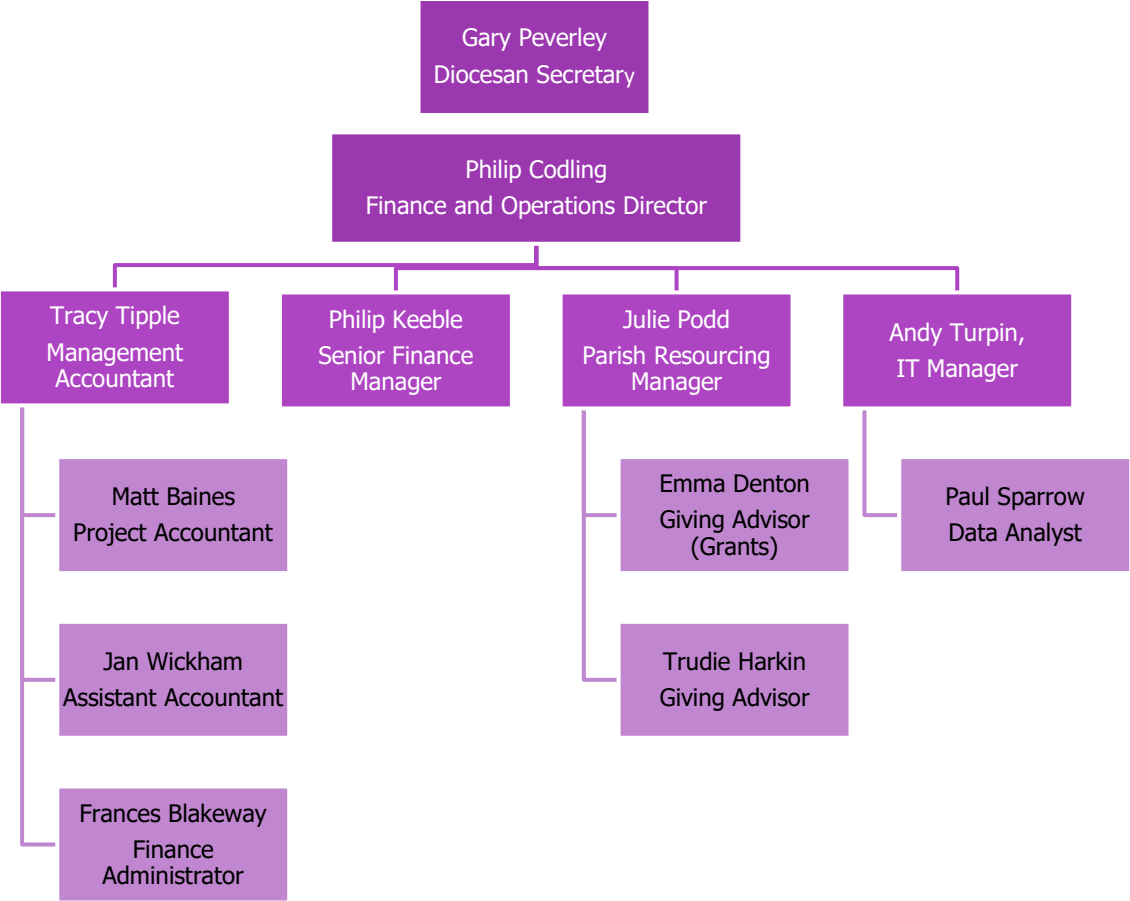 Gary Peverley
Diocesan Secretary
Philip Codling
Finance and Operations Director
Tracy Tipple
Management
Accountant
Philip Keeble
Senior Finance
Manager
Julie Podd
Parish Resourcing
Manager
Andy Turpin,
IT Manager
Matt Baines
Project Accountant
Jan Wickham
Assistant Accountant
Frances Blakeway
Finance
Administrator
Emma Denton
Giving Advisor
(Grants)
Trudie Harkin
Giving Advisor
Paul Sparrow
Data Analyst